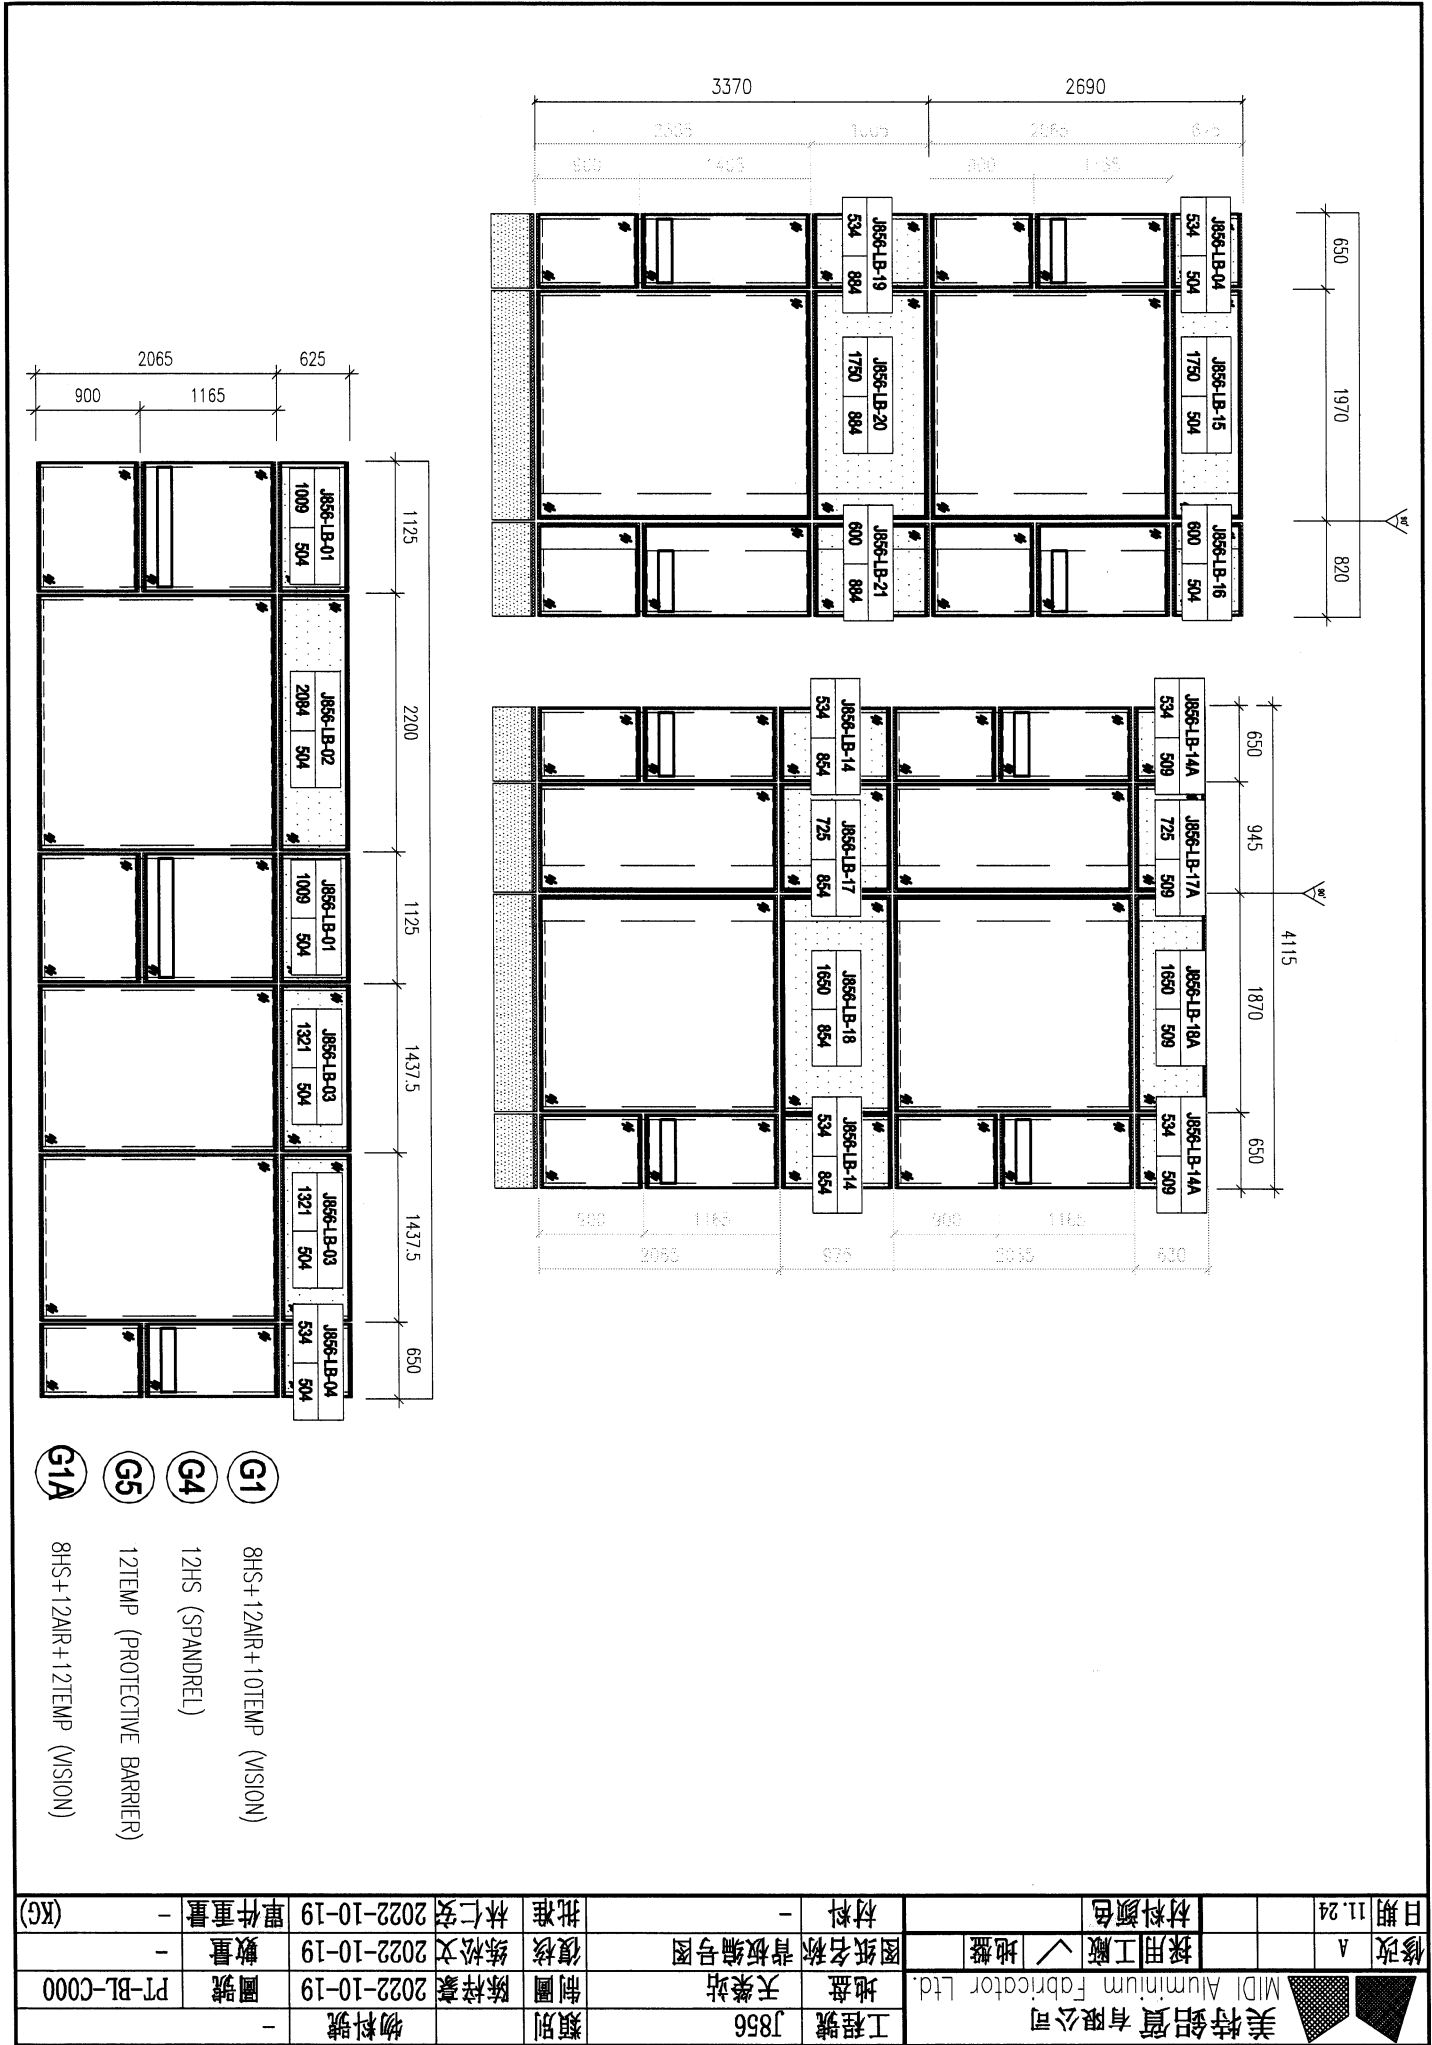 3370
2690
650
1970
820
J856-LB-19
534 884
J856-LB-04
534 504
J856-LB-20
1750 884
J856-LB-15
1750 504
J856-LB-21
600 884
J856-LB-16
600 504
90°
2065
625
900
1165
1125
2200
1125
1437.5
1437.5
650
J856-LB-01
1009 504
J856-LB-02
2084 504
J856-LB-01
1009 504
J856-LB-03
1321 504
J856-LB-03
1321 504
J856-LB-04
534 504
650
945
1870
650
4115
90°
J856-LB-14
534 854
J856-LB-14A
534 509
J856-LB-17
725 854
J856-LB-17A
725 509
J856-LB-18
1650 854
J856-LB-18A
1650 509
J856-LB-14
534 854
J856-LB-14A
534 509
900
1165
900
1165
2065
975
630
G1 8HS+12AIR+10TEMP (VISION)
G4 12HS (SPANDREL)
G5 12TEMP (PROTECTIVE BARRIER)
G1A 8HS+12AIR+12TEMP (VISION)
美特鋁質有限公司
MIDI Aluminium Fabricator Ltd.
工程號 J856 類別 物料號 -
地盘 天榮站 制圖 陈梓豪 2022-10-19 圖號 PT-BL-C000
修改 A 採用 工廠 ✓ 地盤 图纸名称 背板编号图 復核 练松文 2022-10-19 數量 -
日期 11.24 材料顏色 材料 - 批准 林仁安 2022-10-19 單件重量 - (KG)